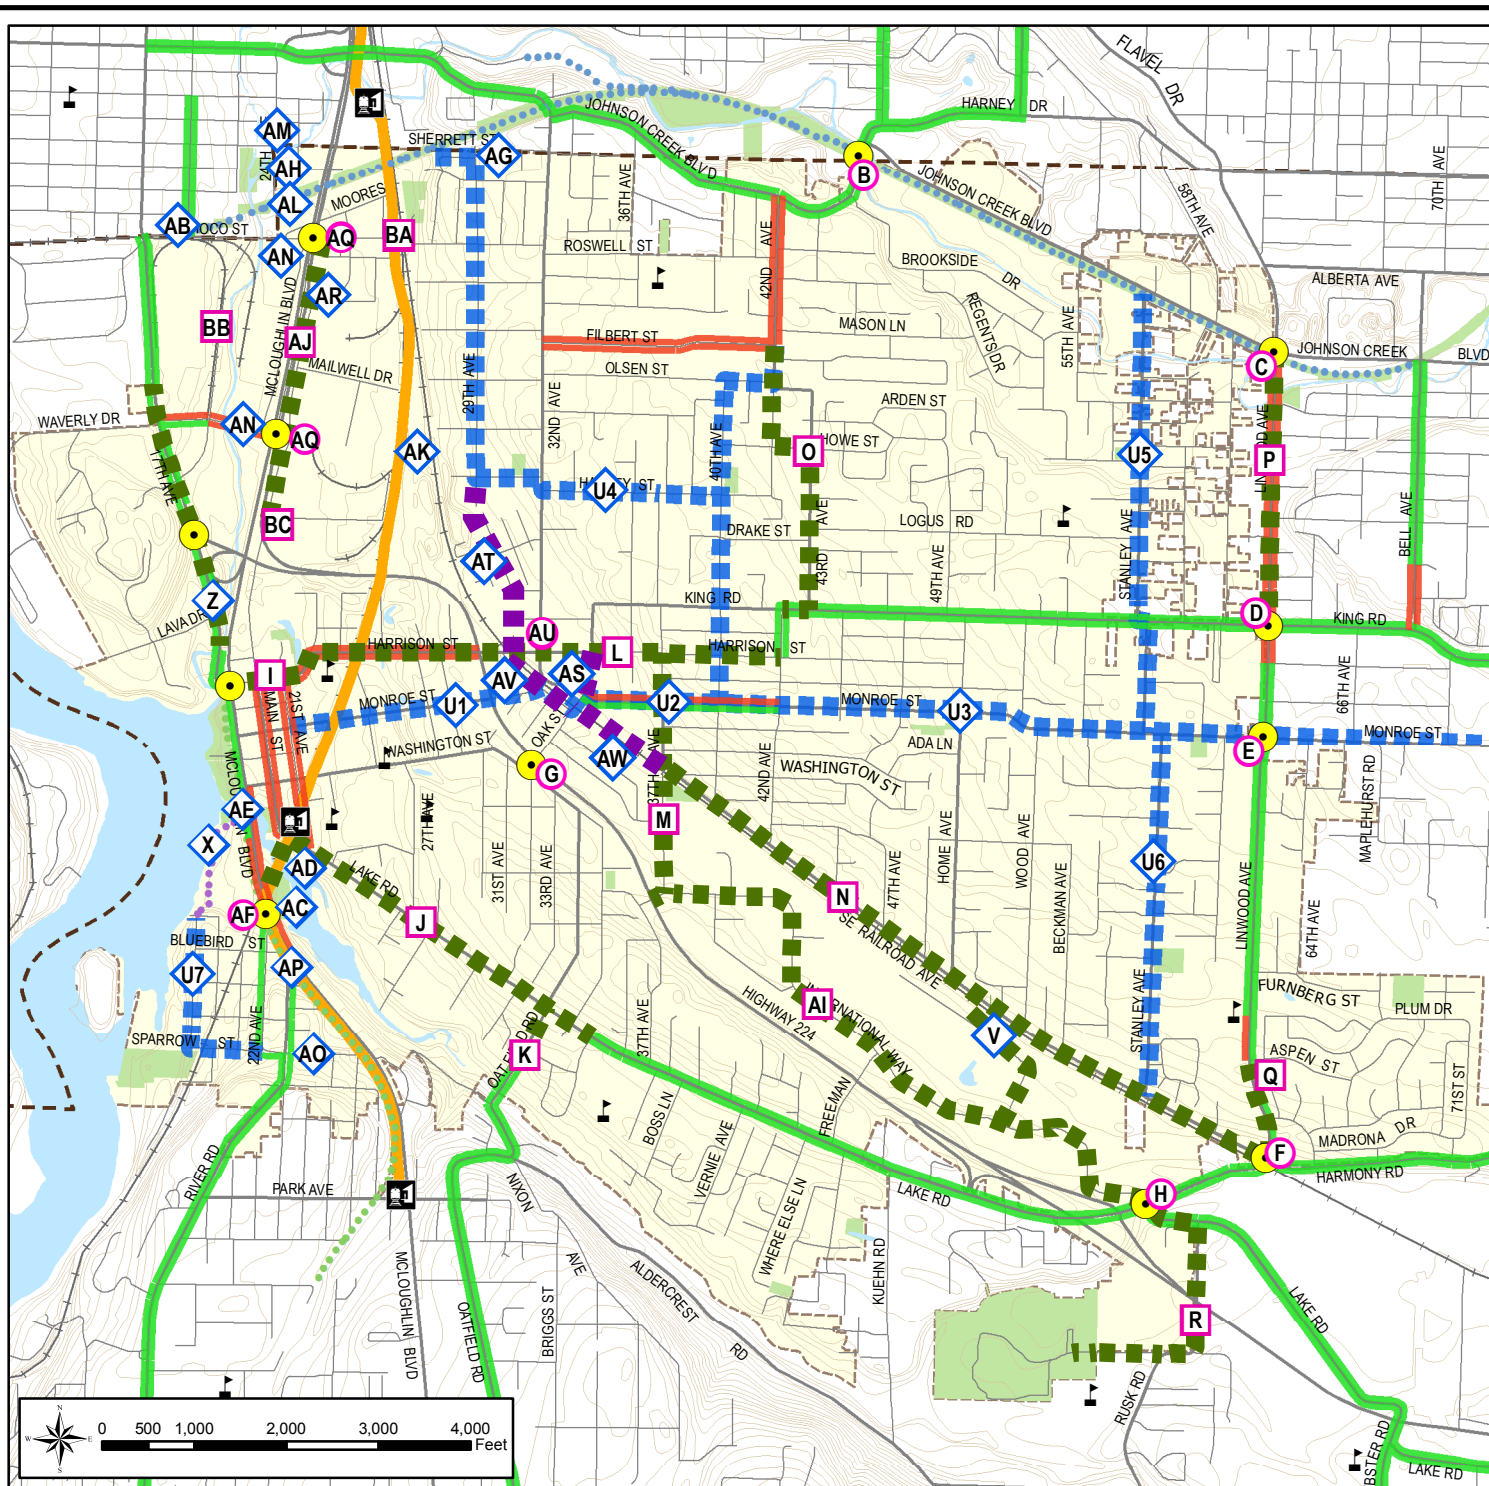 FLAVEL DR
HARNEY DR
JOHNSON CREEK BLVD
SHERRETT ST
AM
24TH
AH
AG
36TH AVE
B
JOHNSON CREEK BLVD
58TH AVE
70TH AVE
MOORES
AL
AB
OCO ST
AQ
BA
AN
ROSWELL ST
42ND AVE
BROOKSIDE DR
ALBERTA AVE
AR
MCLOUGHLIN BLVD
BB
AJ
FILBERT ST
MASON LN
REGENTS DR
55TH AVE
C
JOHNSON CREEK BLVD
MAILWELL DR
29TH AVE
OLSEN ST
32ND AVE
ARDEN ST
WAVERLY DR
AN
AQ
17TH AVE
AK
40TH AVE
HOWE ST
O
U5
P
U4
BC
DRAKE ST
LOGUS RD
BELL AVE
STANLEY AVE
AT
43RD AVE
49TH AVE
Z
LAVA DR
KING RD
D
KING RD
HARRISON ST
AU
L
HARRISON ST
I
AV
AS
66TH AVE
MAIN ST
21ST AVE
MONROE ST
U1
U2
MONROE ST
U3
OAK ST
ADA LN
E
MONROE ST
WASHINGTON ST
G
AW
37TH AVE
42ND AVE
WASHINGTON ST
MAPLEHURST RD
AE
MCLOUGHLIN BLVD
X
27TH AVE
M
AD
LAKE RD
31ST AVE
33RD AVE
HOME AVE
WOOD AVE
U6
47TH AVE
BECKMAN AVE
LINWOOD AVE
64TH AVE
AF
AC
J
N
BLUEBIRD ST
SE RAILROAD AVE
U7
AP
FURNBERG ST
PLUM DR
AI
INTERNATIONAL WAY
HIGHWAY 224
37TH AVE
SPARROW ST
22ND AVE
AO
K
V
STANLEY AVE
ASPEN ST
Q
71ST ST
BOSS LN
FREEMAN
VERNIE AVE
MADRONA DR
F
HARMONY RD
RIVER RD
PARK AVE
NIXON AVE
LAKE RD
H
WHERE ELSE LN
KUEHN RD
MCLOUGHLIN BLVD
OATFIELD RD
BRIGGS ST
ALDERCREST RD
R
LAKE RD
RUSK RD
LAKE RD
N
W E
S
0 500 1,000 2,000 3,000 4,000
Feet